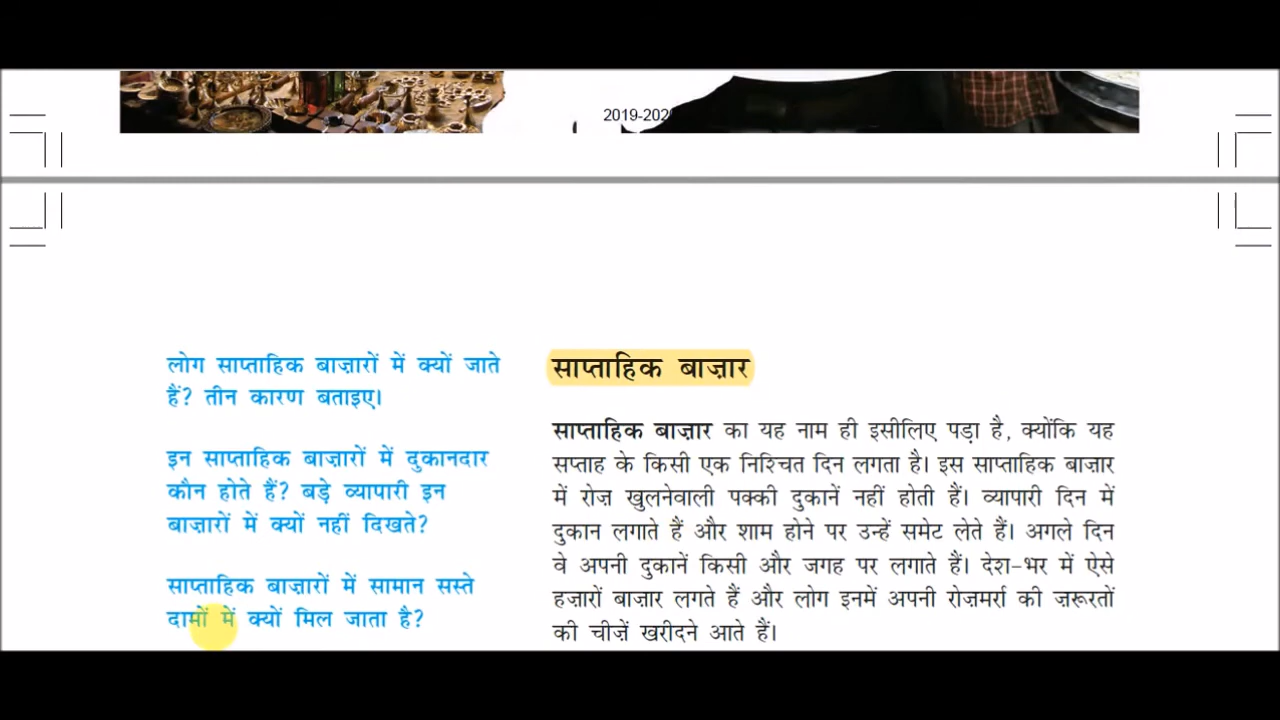 2019-202
लोग साप्ताहिक बाज़ारों में क्यों जाते
हैं? तीन कारण बताइए।
इन साप्ताहिक बाज़ारों में दुकानदार
कौन होते हैं? बड़े व्यापारी इन
बाज़ारों में क्यों नहीं दिखते?
साप्ताहिक बाज़ारों में सामान सस्ते
दामों में क्यों मिल जाता है?
साप्ताहिक बाज़ार
साप्ताहिक बाज़ार का यह नाम ही इसीलिए पड़ा है, क्योंकि यह
सप्ताह के किसी एक निश्चित दिन लगता है। इस साप्ताहिक बाज़ार
में रोज़ खुलनेवाली पक्की दुकानें नहीं होती हैं। व्यापारी दिन में
दुकान लगाते हैं और शाम होने पर उन्हें समेट लेते हैं। अगले दिन
वे अपनी दुकानें किसी और जगह पर लगाते हैं। देश-भर में ऐसे
हज़ारों बाज़ार लगते हैं और लोग इनमें अपनी रोज़मर्रा की ज़रूरतों
की चीज़ें खरीदने आते हैं।